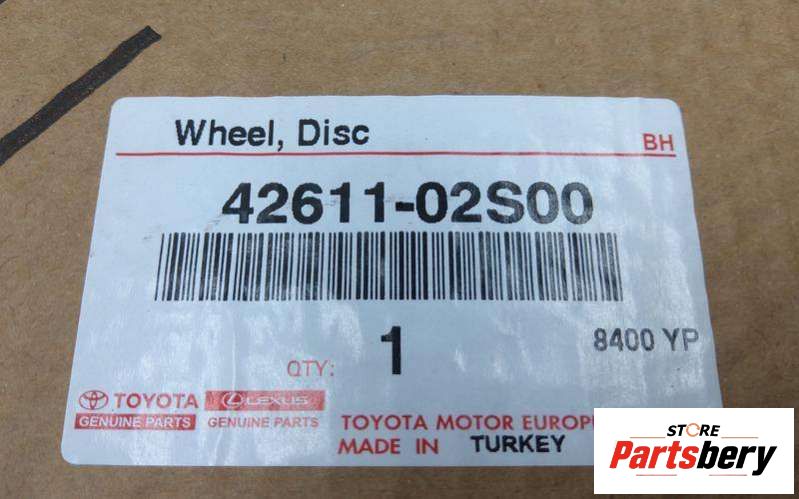 Wheel, Disc
BH
42611-02S00
QTY: 1
8400 YP
TOYOTA
GENUINE PARTS
LEXUS
GENUINE PARTS
TOYOTA MOTOR
MADE IN TURKEY
STORE
Partsbery